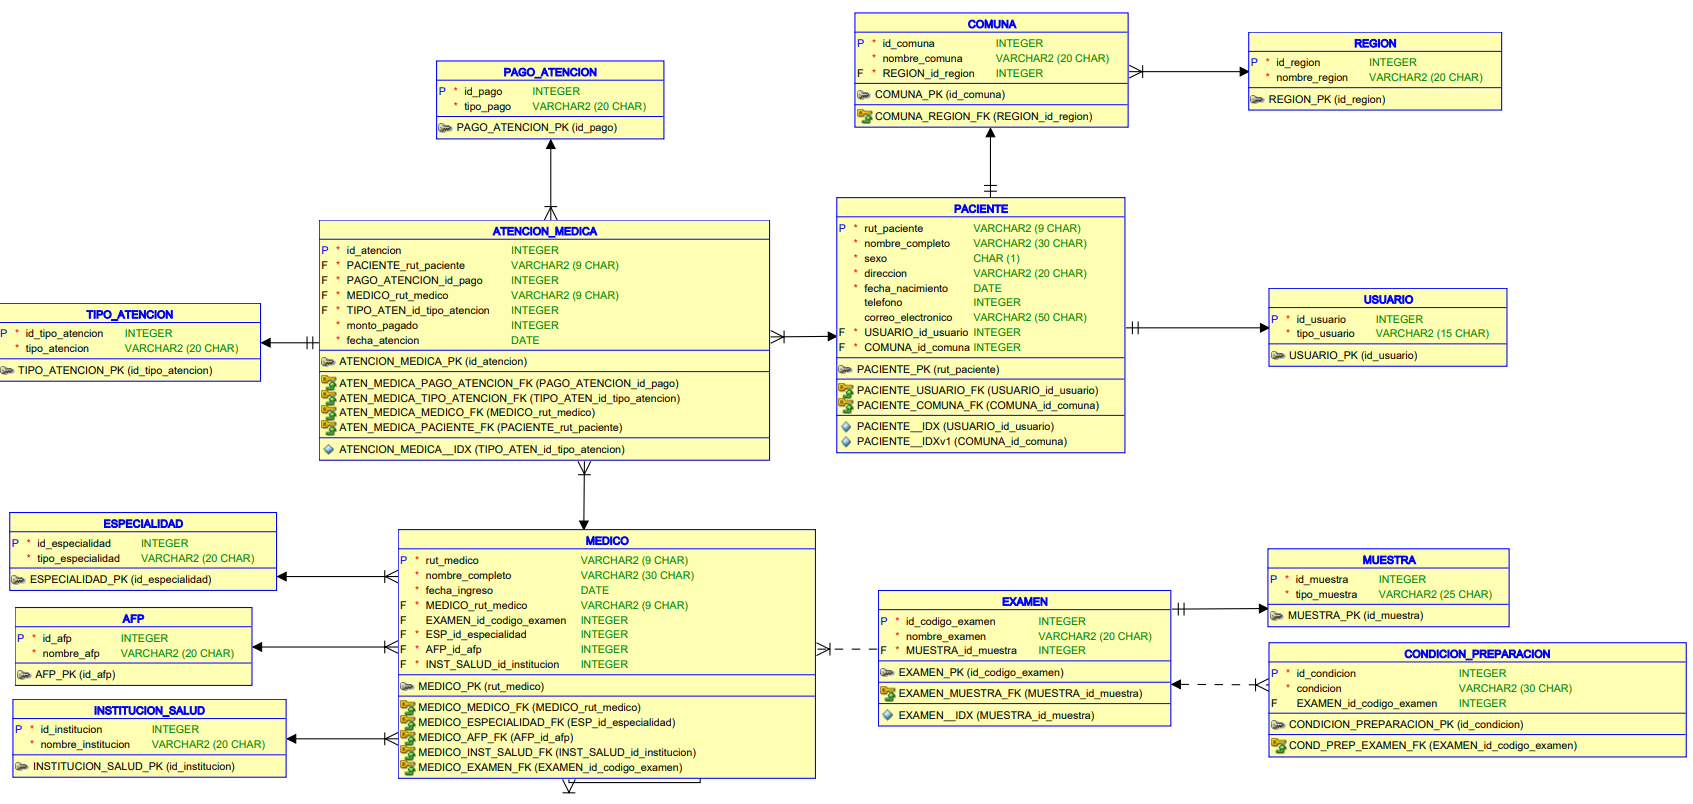 COMUNA
P * id_comuna INTEGER
* nombre_comuna VARCHAR2 (20 CHAR)
F * REGION_id_region INTEGER
COMUNA_PK (id_comuna)
COMUNA_REGION_FK (REGION_id_region)
REGION
P * id_region INTEGER
* nombre_region VARCHAR2 (20 CHAR)
REGION_PK (id_region)
PAGO_ATENCION
P * id_pago INTEGER
* tipo_pago VARCHAR2 (20 CHAR)
PAGO_ATENCION_PK (id_pago)
ATENCION_MEDICA
P * id_atencion INTEGER
F * PACIENTE_rut_paciente VARCHAR2 (9 CHAR)
F * PAGO_ATENCION_id_pago INTEGER
F * MEDICO_rut_medico VARCHAR2 (9 CHAR)
F * TIPO_ATEN_id_tipo_atencion INTEGER
* monto_pagado INTEGER
* fecha_atencion DATE
ATENCION_MEDICA_PK (id_atencion)
ATEN_MEDICA_PAGO_ATENCION_FK (PAGO_ATENCION_id_pago)
ATEN_MEDICA_TIPO_ATENCION_FK (TIPO_ATEN_id_tipo_atencion)
ATEN_MEDICA_MEDICO_FK (MEDICO_rut_medico)
ATEN_MEDICA_PACIENTE_FK (PACIENTE_rut_paciente)
ATENCION_MEDICA__IDX (TIPO_ATEN_id_tipo_atencion)
PACIENTE
P * rut_paciente VARCHAR2 (9 CHAR)
* nombre_completo VARCHAR2 (30 CHAR)
* sexo CHAR (1)
* direccion VARCHAR2 (20 CHAR)
* fecha_nacimiento DATE
telefono INTEGER
correo_electronico VARCHAR2 (50 CHAR)
F * USUARIO_id_usuario INTEGER
F * COMUNA_id_comuna INTEGER
PACIENTE_PK (rut_paciente)
PACIENTE_USUARIO_FK (USUARIO_id_usuario)
PACIENTE_COMUNA_FK (COMUNA_id_comuna)
PACIENTE__IDX (USUARIO_id_usuario)
PACIENTE__IDXv1 (COMUNA_id_comuna)
TIPO_ATENCION
P * id_tipo_atencion INTEGER
* tipo_atencion VARCHAR2 (20 CHAR)
TIPO_ATENCION_PK (id_tipo_atencion)
USUARIO
P * id_usuario INTEGER
* tipo_usuario VARCHAR2 (15 CHAR)
USUARIO_PK (id_usuario)
ESPECIALIDAD
P * id_especialidad INTEGER
* tipo_especialidad VARCHAR2 (20 CHAR)
ESPECIALIDAD_PK (id_especialidad)
AFP
P * id_afp INTEGER
* nombre_afp VARCHAR2 (20 CHAR)
AFP_PK (id_afp)
INSTITUCION_SALUD
P * id_institucion INTEGER
* nombre_institucion VARCHAR2 (20 CHAR)
INSTITUCION_SALUD_PK (id_institucion)
MEDICO
P * rut_medico VARCHAR2 (9 CHAR)
* nombre_completo VARCHAR2 (30 CHAR)
* fecha_ingreso DATE
F * MEDICO_rut_medico VARCHAR2 (9 CHAR)
F EXAMEN_id_codigo_examen INTEGER
F * ESP_id_especialidad INTEGER
F * AFP_id_afp INTEGER
F * INST_SALUD_id_institucion INTEGER
MEDICO_PK (rut_medico)
MEDICO_MEDICO_FK (MEDICO_rut_medico)
MEDICO_ESPECIALIDAD_FK (ESP_id_especialidad)
MEDICO_AFP_FK (AFP_id_afp)
MEDICO_INST_SALUD_FK (INST_SALUD_id_institucion)
MEDICO_EXAMEN_FK (EXAMEN_id_codigo_examen)
EXAMEN
P * id_codigo_examen INTEGER
* nombre_examen VARCHAR2 (20 CHAR)
F * MUESTRA_id_muestra INTEGER
EXAMEN_PK (id_codigo_examen)
EXAMEN_MUESTRA_FK (MUESTRA_id_muestra)
EXAMEN__IDX (MUESTRA_id_muestra)
MUESTRA
P * id_muestra INTEGER
* tipo_muestra VARCHAR2 (25 CHAR)
MUESTRA_PK (id_muestra)
CONDICION_PREPARACION
P * id_condicion INTEGER
* condicion VARCHAR2 (30 CHAR)
F EXAMEN_id_codigo_examen INTEGER
CONDICION_PREPARACION_PK (id_condicion)
COND_PREP_EXAMEN_FK (EXAMEN_id_codigo_examen)